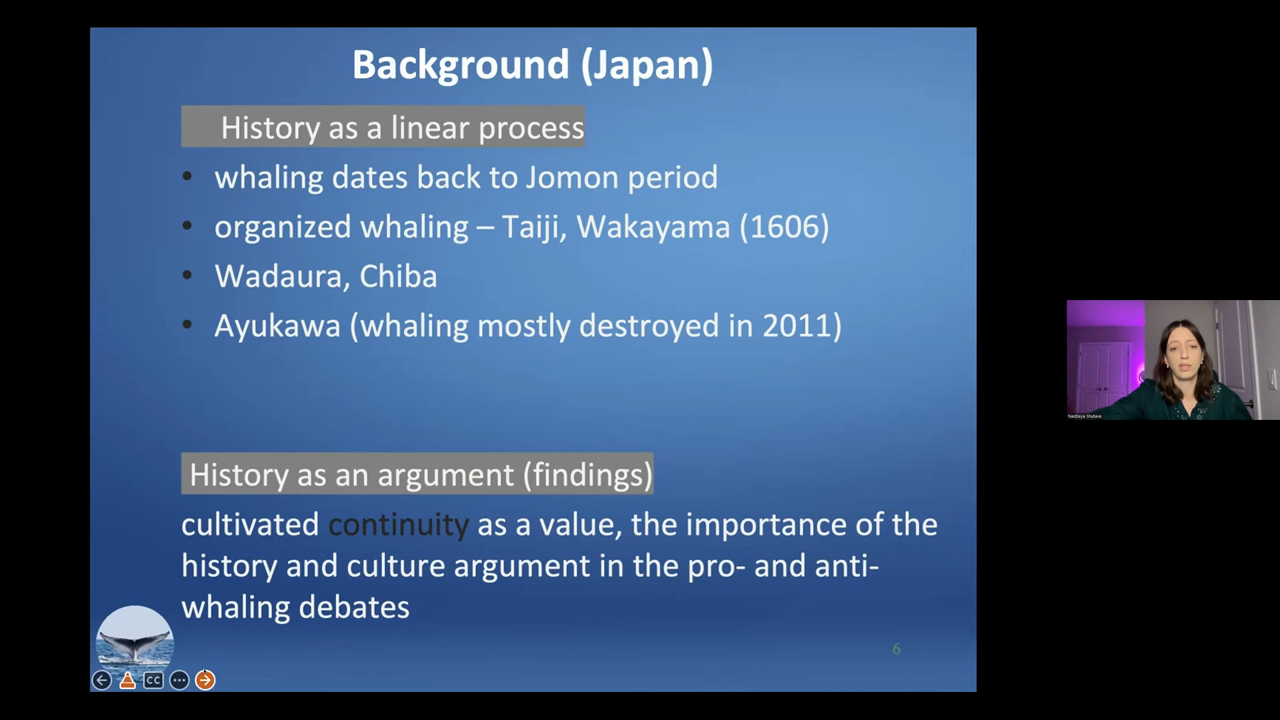 Background (Japan)
History as a linear process
• whaling dates back to Jomon period
• organized whaling – Taiji, Wakayama (1606)
• Wadaura, Chiba
• Ayukawa (whaling mostly destroyed in 2011)
History as an argument (findings)
cultivated continuity as a value, the importance of the
history and culture argument in the pro- and anti-
whaling debates
6
CC